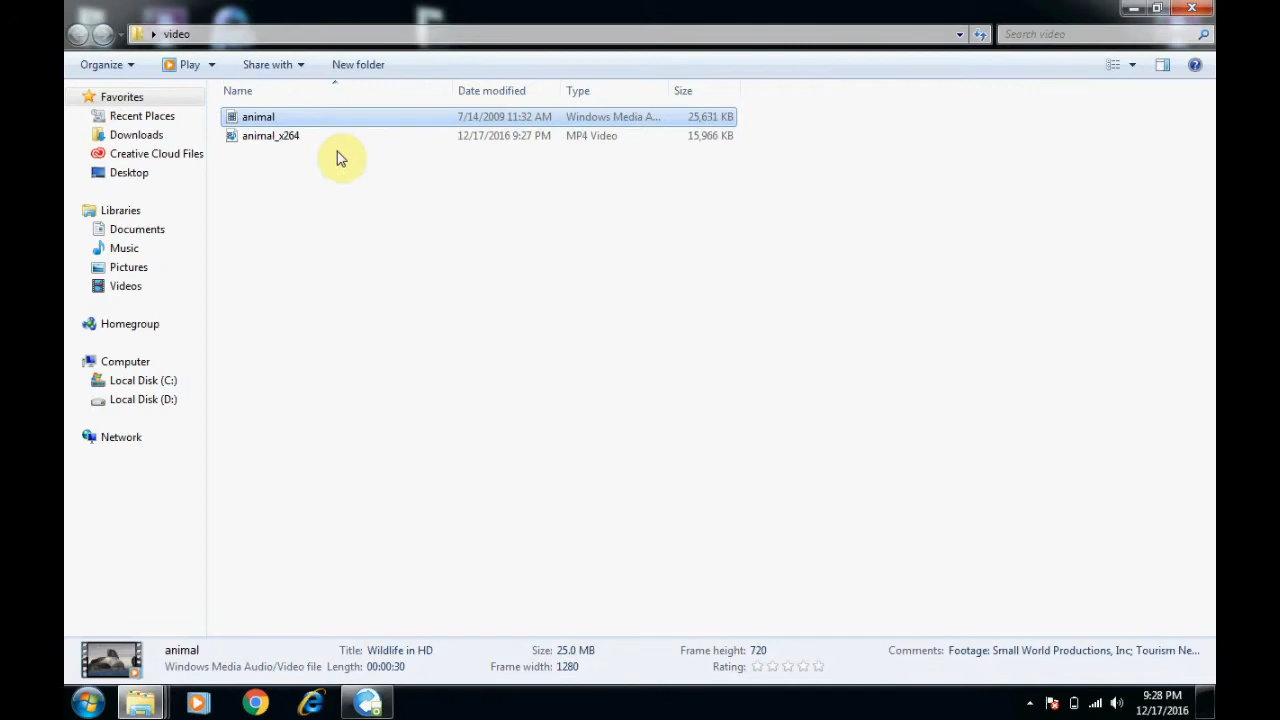 video
Search video
Organize Play Share with New folder
Name Date modified Type Size
Favorites
animal 7/14/2009 11:32 AM Windows Media A... 25,631 KB
Recent Places
animal_x264 12/17/2016 9:27 PM MP4 Video 15,966 KB
Downloads
Creative Cloud Files
Desktop
Libraries
Documents
Music
Pictures
Videos
Homegroup
Computer
Local Disk (C:)
Local Disk (D:)
Network
animal Title: Wildlife in HD Size: 25.0 MB Frame height: 720 Comments: Footage: Small World Productions, Inc; Tourism Ne...
Windows Media Audio/Video file Length: 00:00:30 Frame width: 1280 Rating:
9:28 PM
12/17/2016